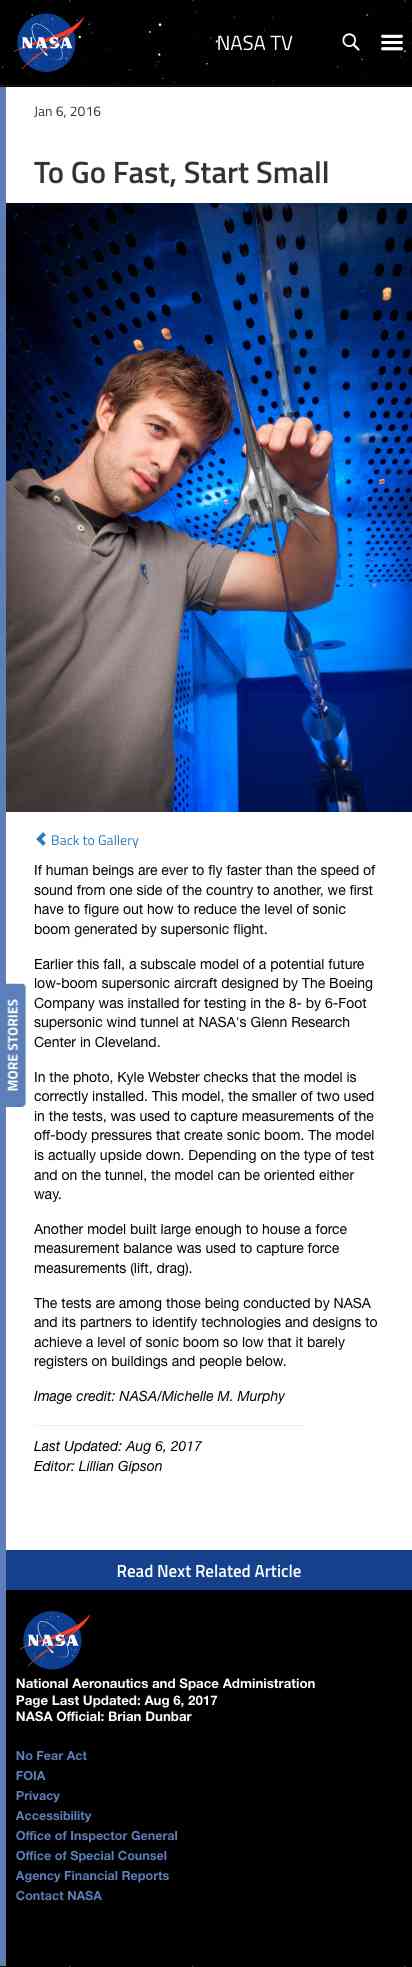 NASA
NASA TV
Jan 6, 2016
To Go Fast, Start Small
Back to Gallery
If human beings are ever to fly faster than the speed of
sound from one side of the country to another, we first
have to figure out how to reduce the level of sonic
boom generated by supersonic flight.
Earlier this fall, a subscale model of a potential future
low-boom supersonic aircraft designed by The Boeing
Company was installed for testing in the 8- by 6-Foot
supersonic wind tunnel at NASA's Glenn Research
Center in Cleveland.
MORE STORIES
In the photo, Kyle Webster checks that the model is
correctly installed. This model, the smaller of two used
in the tests, was used to capture measurements of the
off-body pressures that create sonic boom. The model
is actually upside down. Depending on the type of test
and on the tunnel, the model can be oriented either
way.
Another model built large enough to house a force
measurement balance was used to capture force
measurements (lift, drag).
The tests are among those being conducted by NASA
and its partners to identify technologies and designs to
achieve a level of sonic boom so low that it barely
registers on buildings and people below.
Image credit: NASA/Michelle M. Murphy
Last Updated: Aug 6, 2017
Editor: Lillian Gipson
Read Next Related Article
NASA
National Aeronautics and Space Administration
Page Last Updated: Aug 6, 2017
NASA Official: Brian Dunbar
No Fear Act
FOIA
Privacy
Accessibility
Office of Inspector General
Office of Special Counsel
Agency Financial Reports
Contact NASA